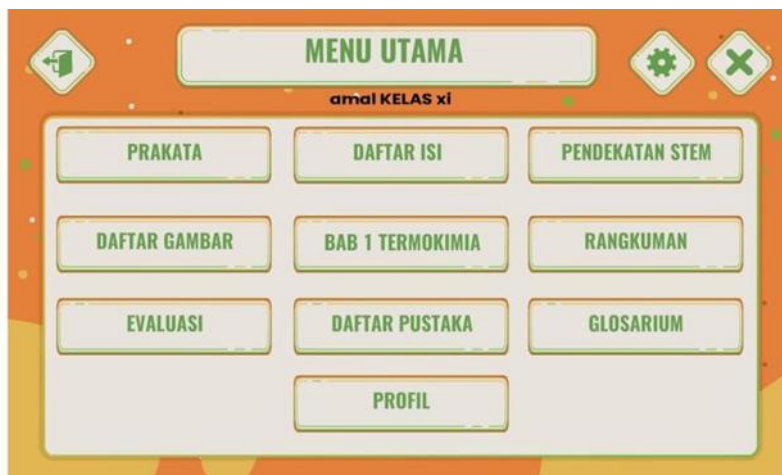 MENU UTAMA
amal KELAS xi
PRAKATA
DAFTAR ISI
PENDEKATAN STEM
DAFTAR GAMBAR
BAB 1 TERMOKIMIA
RANGKUMAN
EVALUASI
DAFTAR PUSTAKA
GLOSARIUM
PROFIL